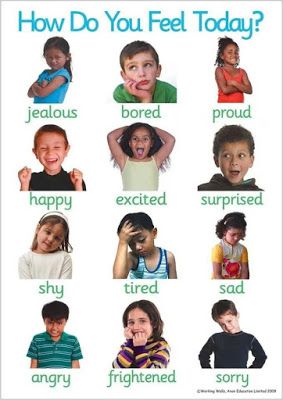 How Do You Feel Today?
jealous bored proud
happy excited surprised
shy tired sad
angry frightened sorry
©Working Walls, Avon Education Limited 2009